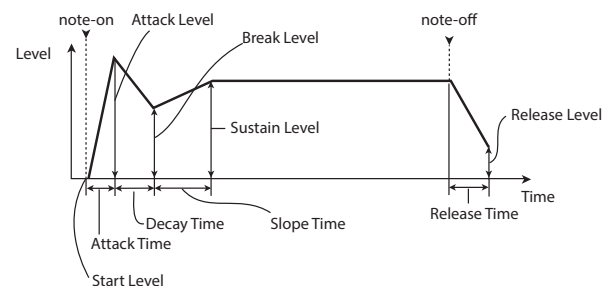 note-on
Attack Level
note-off
Level
Break Level
Release Level
Sustain Level
Time
Decay Time
Slope Time
Release Time
Attack Time
Start Level